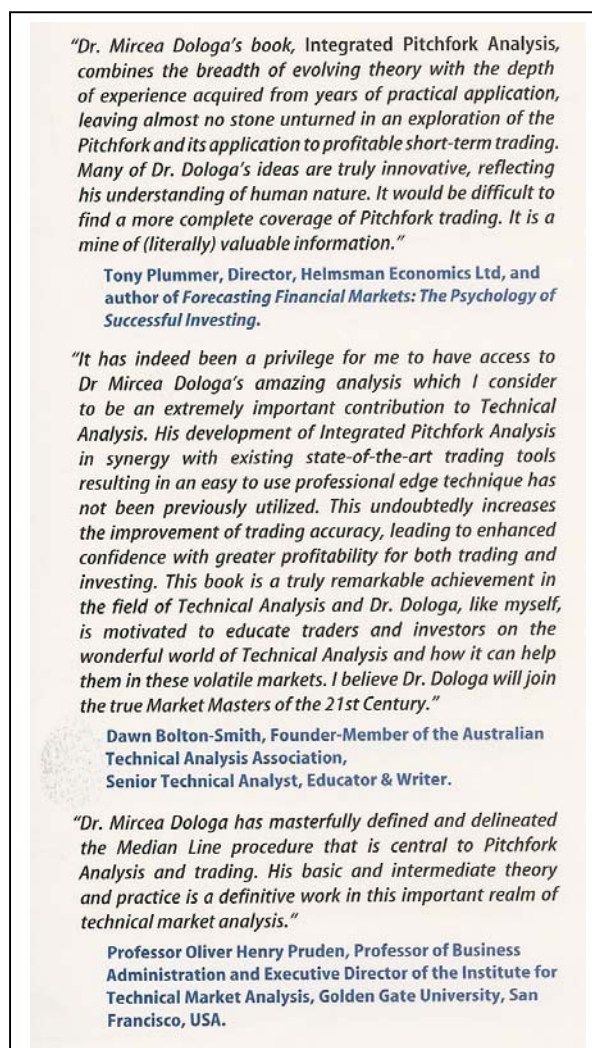 “Dr. Mircea Dologa’s book, Integrated Pitchfork Analysis,
combines the breadth of evolving theory with the depth
of experience acquired from years of practical application,
leaving almost no stone unturned in an exploration of the
Pitchfork and its application to profitable short-term trading.
Many of Dr. Dologa’s ideas are truly innovative, reflecting
his understanding of human nature. It would be difficult to
find a more complete coverage of Pitchfork trading. It is a
mine of (literally) valuable information.”
Tony Plummer, Director, Helmsman Economics Ltd, and
author of Forecasting Financial Markets: The Psychology of
Successful Investing.
“It has indeed been a privilege for me to have access to
Dr Mircea Dologa’s amazing analysis which I consider
to be an extremely important contribution to Technical
Analysis. His development of Integrated Pitchfork Analysis
in synergy with existing state-of-the-art trading tools
resulting in an easy to use professional edge technique has
not been previously utilized. This undoubtedly increases
the improvement of trading accuracy, leading to enhanced
confidence with greater profitability for both trading and
investing. This book is a truly remarkable achievement in
the field of Technical Analysis and Dr. Dologa, like myself,
is motivated to educate traders and investors on the
wonderful world of Technical Analysis and how it can help
them in these volatile markets. I believe Dr. Dologa will join
the true Market Masters of the 21st Century.”
Dawn Bolton-Smith, Founder-Member of the Australian
Technical Analysis Association,
Senior Technical Analyst, Educator & Writer.
“Dr. Mircea Dologa has masterfully defined and delineated
the Median Line procedure that is central to Pitchfork
Analysis and trading. His basic and intermediate theory
and practice is a definitive work in this important realm of
technical market analysis.”
Professor Oliver Henry Pruden, Professor of Business
Administration and Executive Director of the Institute for
Technical Market Analysis, Golden Gate University, San
Francisco, USA.